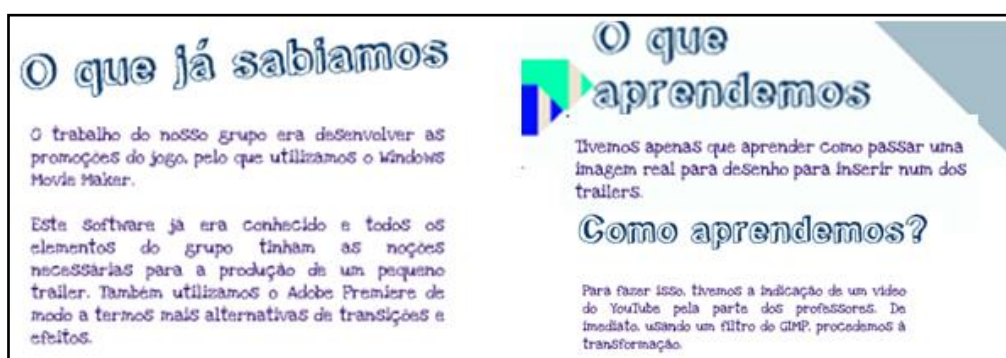 O que já sabiamos
O trabalho do nosso grupo era desenvolver as
promoções do jogo, pelo que utilizamos o Windows
Movie Maker.
Este software já era conhecido e todos os
elementos do grupo tinham as noções
necessárias para a produção de um pequeno
trailer. Também utilizamos o Adobe Premiere de
modo a termos mais alternativas de transições e
efeitos.
O que
aprendemos
Tivemos apenas que aprender como passar uma
imagem real para desenho para inserir num dos
trailers.
Como aprendemos?
Para fazer isso, tivemos a indicação de um video
do YouTube pela parte dos professores. De
imediato, usando um filtro do GIMP, procedemos à
transformação.